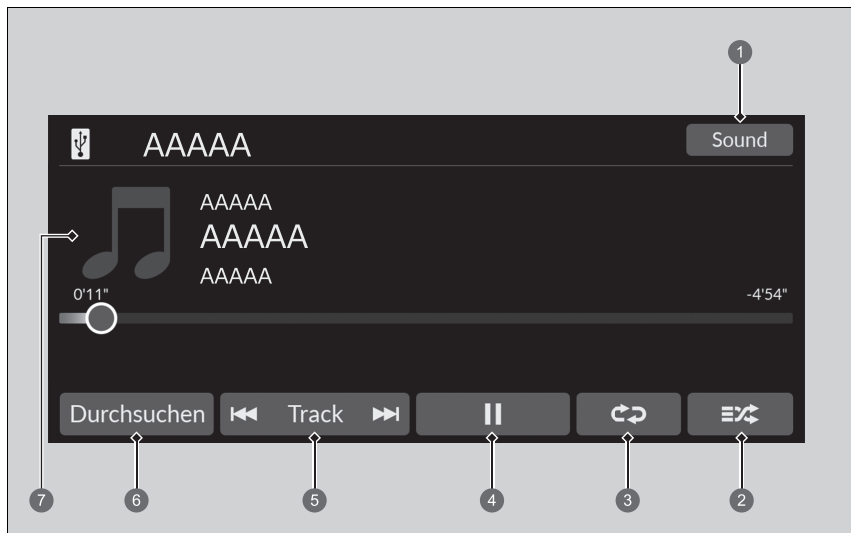 1
AAAAA
Sound
AAAAA
AAAAA
AAAAA
0'11"
-4'54"
Durchsuchen
Track
7
6
5
4
3
2